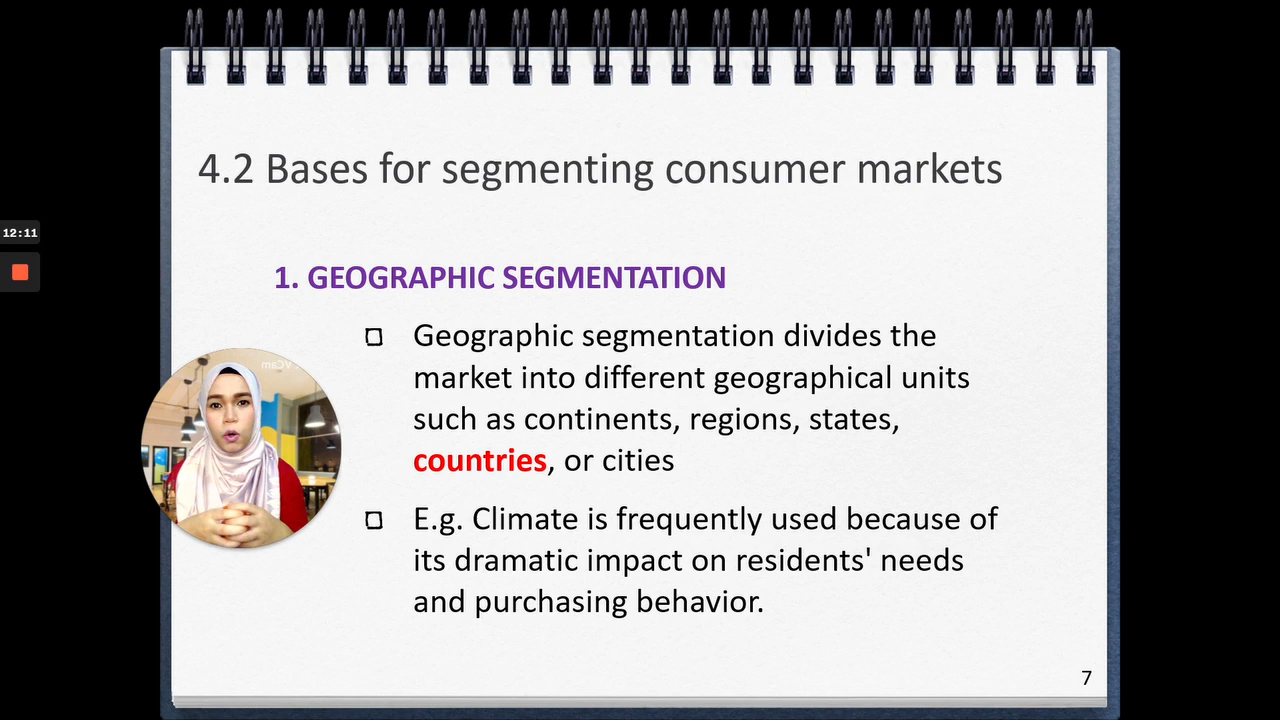 4.2 Bases for segmenting consumer markets
12:11
1. GEOGRAPHIC SEGMENTATION
Geographic segmentation divides the
market into different geographical units
such as continents, regions, states,
countries, or cities
E.g. Climate is frequently used because of
its dramatic impact on residents' needs
and purchasing behavior.
7